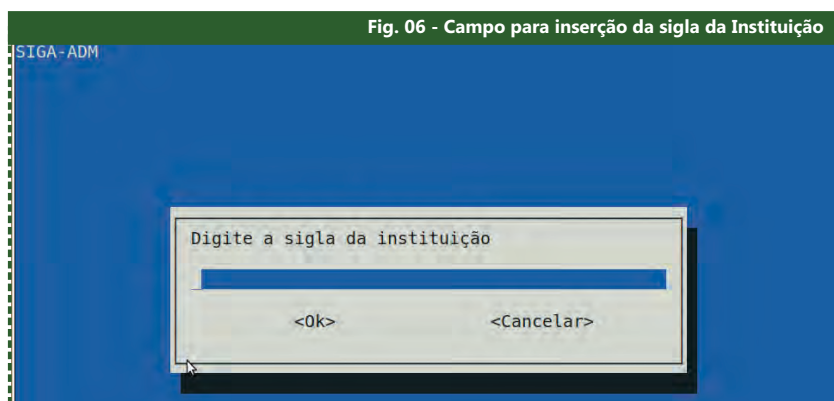 Fig. 06 - Campo para inserção da sigla da Instituição
SIGA-ADM
Digite a sigla da instituição
<Ok> <Cancelar>